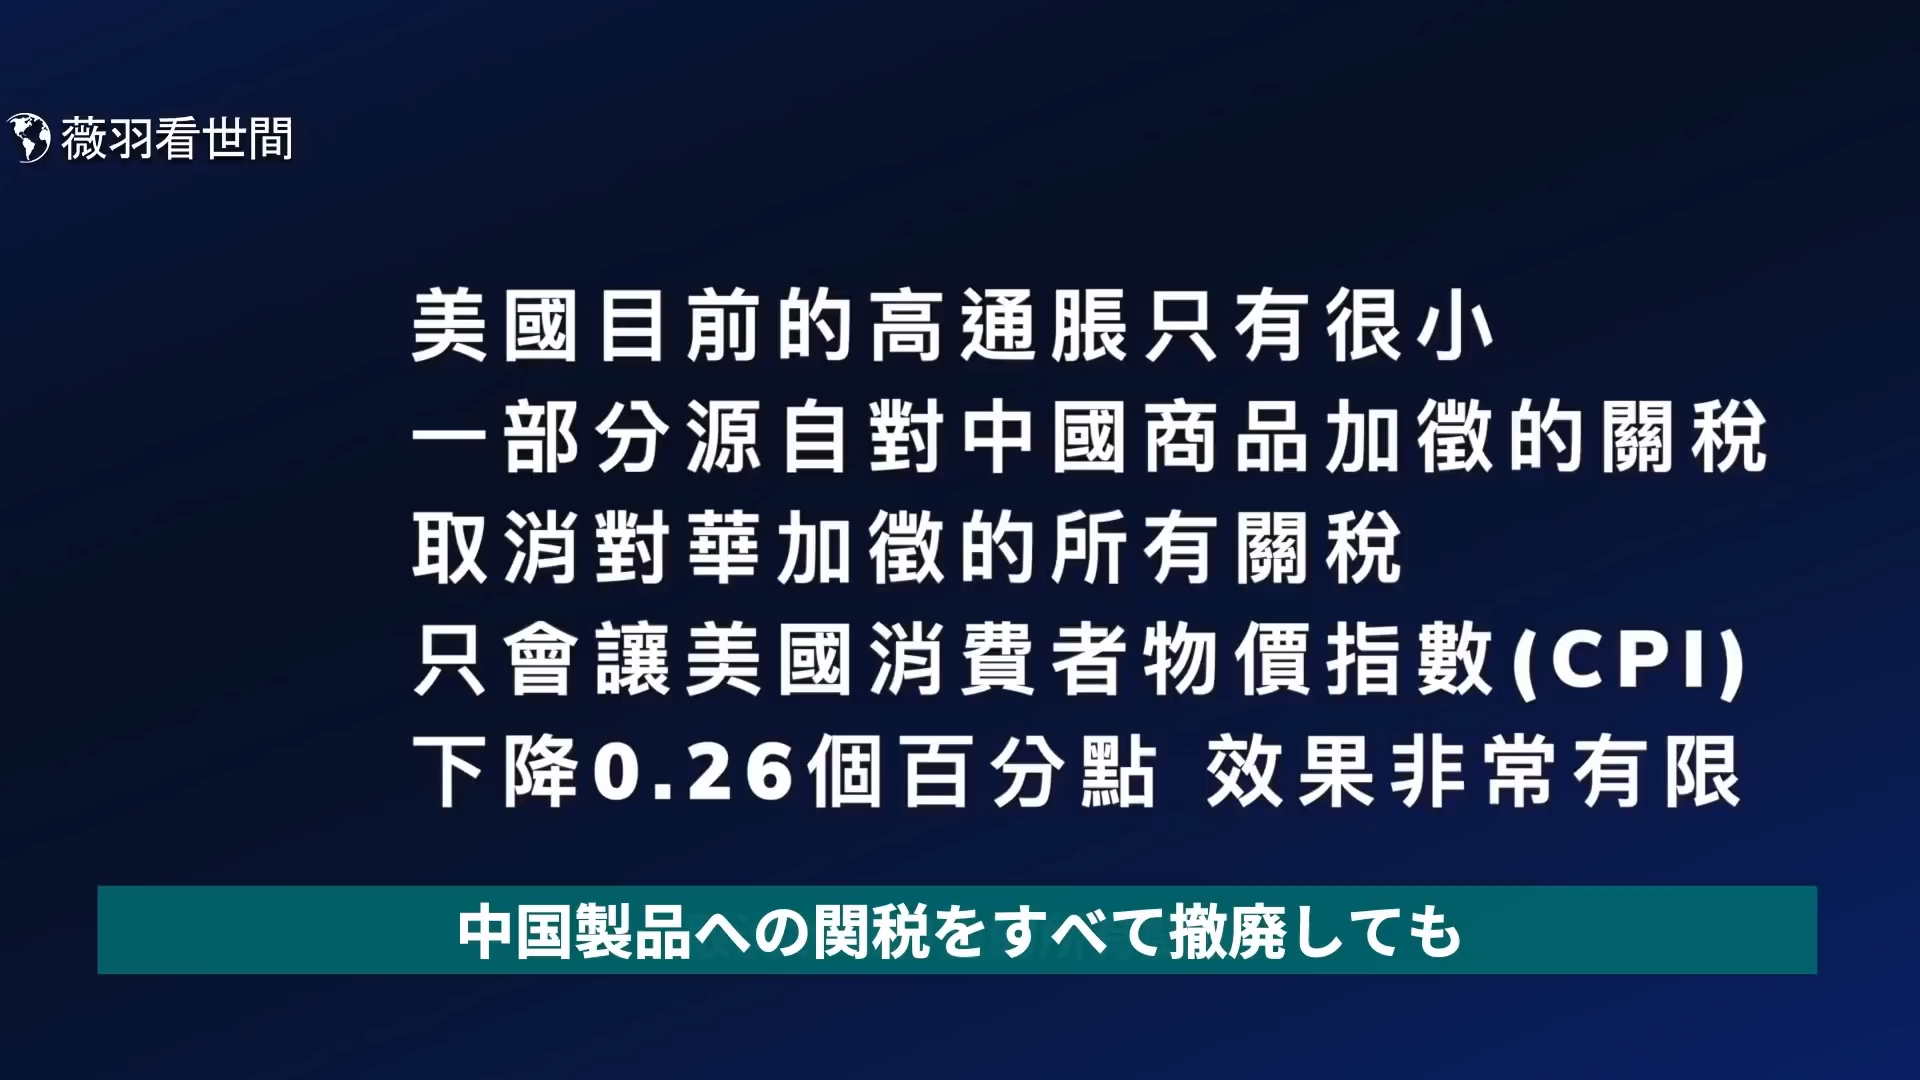 薇羽看世間
美國目前的高通脹只有很小
一部分源自對中國商品加徵的關稅
取消對華加徵的所有關稅
只會讓美國消費者物價指數(CPI)
下降0.26個百分點 效果非常有限
中国製品への関税をすべて撤廃しても